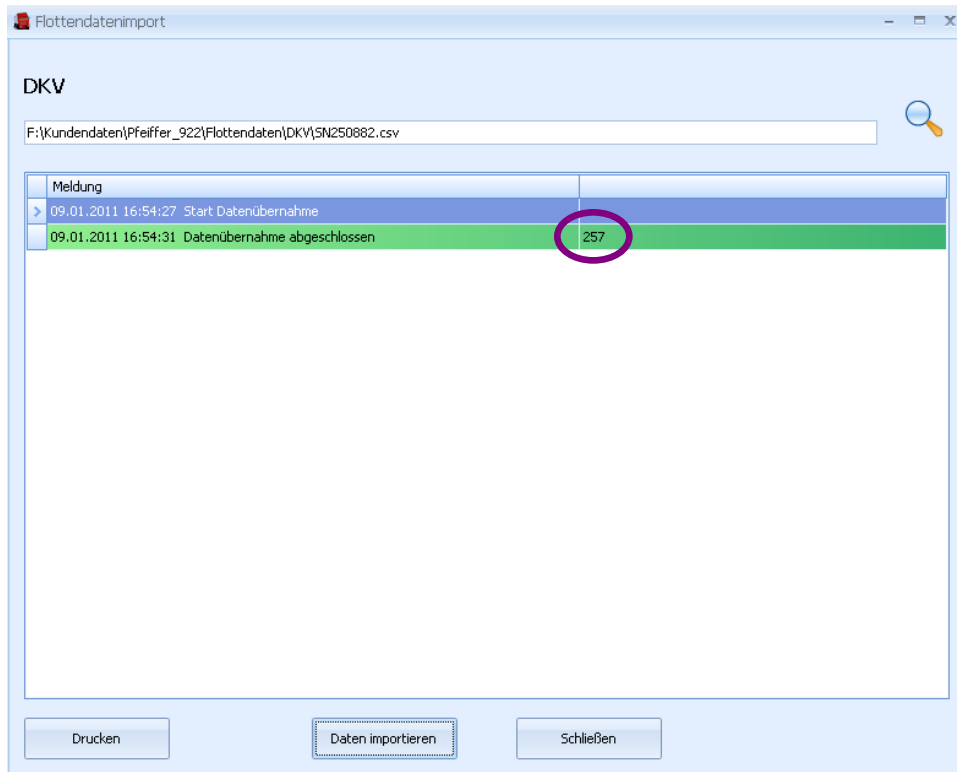 Flottendatenimport
DKV
F:\Kundendaten\Pfeiffer_922\Flottendaten\DKV\SN250882.csv
Meldung
09.01.2011 16:54:27 Start Datenübernahme
09.01.2011 16:54:31 Datenübernahme abgeschlossen 257
Drucken Daten importieren Schließen